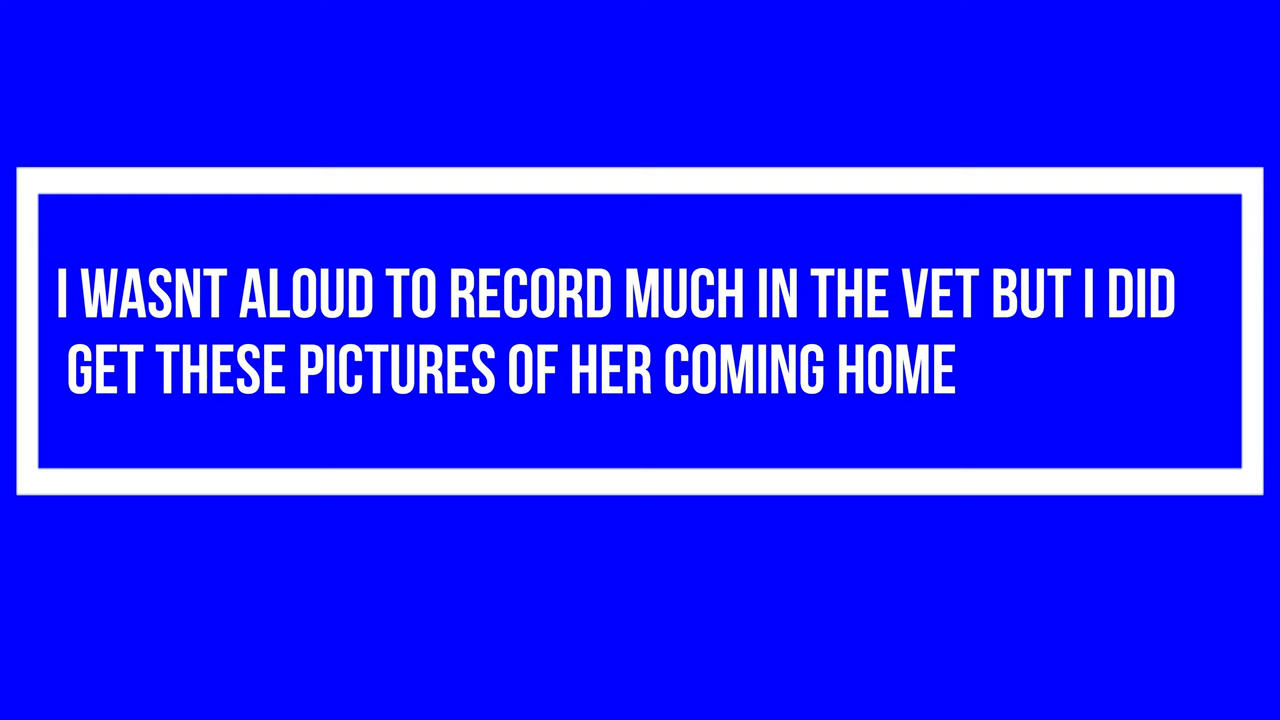 I WASNT ALOUD TO RECORD MUCH IN THE VET BUT I DID
GET THESE PICTURES OF HER COMING HOME